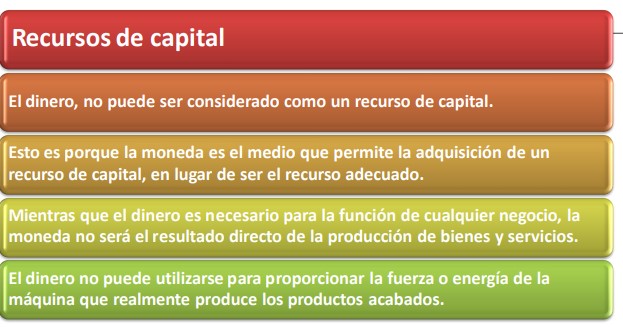 Recursos de capital
El dinero, no puede ser considerado como un recurso de capital.
Esto es porque la moneda es el medio que permite la adquisición de un
recurso de capital, en lugar de ser el recurso adecuado.
Mientras que el dinero es necesario para la función de cualquier negocio, la
moneda no será el resultado directo de la producción de bienes y servicios.
El dinero no puede utilizarse para proporcionar la fuerza o energía de la
máquina que realmente produce los productos acabados.